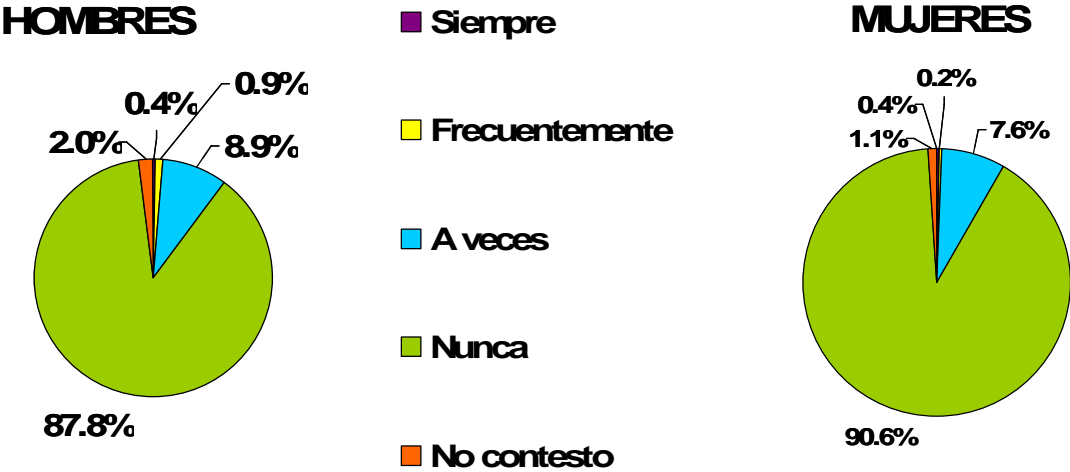 HOMBRES
0.9%
0.4%
2.0%
8.9%
87.8%
Siempre
Frecuentemente
A veces
Nunca
No contesto
MUJERES
0.2%
0.4%
1.1%
7.6%
90.6%